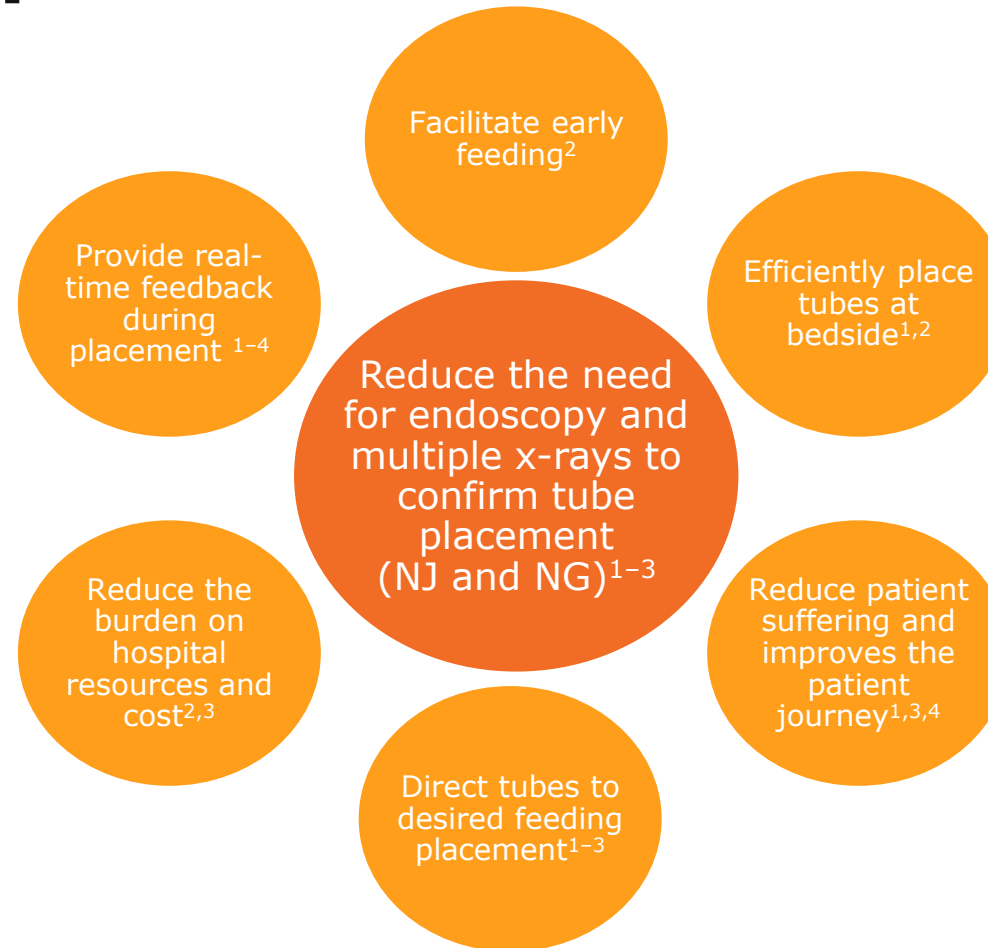 Facilitate early
feeding²
Provide real-
time feedback
during
placement ¹⁻⁴
Efficiently place
tubes at
bedside¹,²
Reduce the need
for endoscopy and
multiple x-rays to
confirm tube
placement
(NJ and NG)¹⁻³
Reduce the
burden on
hospital
resources and
cost²,³
Reduce patient
suffering and
improves the
patient
journey¹,³,⁴
Direct tubes to
desired feeding
placement¹⁻³